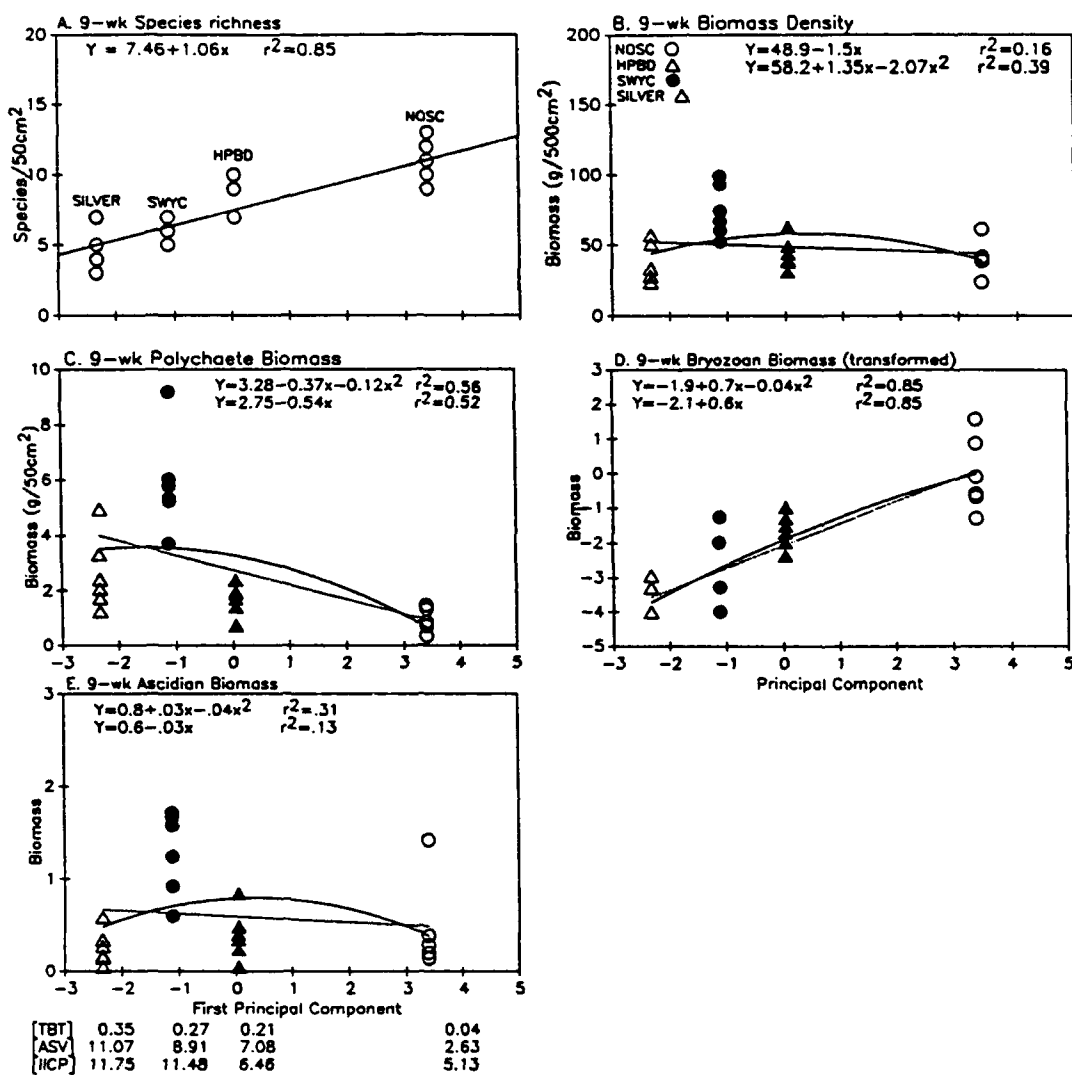 A. 9-wk Species richness
Y = 7.46+1.06x r²=0.85
20
15
10
5
0
Species/50cm²
SILVER
SWYC
HPBD
NOSC
B. 9-wk Biomass Density
NOSC Y=48.9-1.5x r²=0.16
HPBD Y=58.2+1.35x-2.07x² r²=0.39
SWYC
SILVER
200
150
100
50
0
Biomass (g/500cm²)
-3 -2 -1 0 1 2 3 4 5
C. 9-wk Polychaete Biomass
Y=3.28-0.37x-0.12x² r²=0.56
Y=2.75-0.54x r²=0.52
10
8
6
4
2
0
Biomass (g/50cm²)
-3 -2 -1 0 1 2 3 4 5
D. 9-wk Bryozoan Biomass (transformed)
Y=-1.9+0.7x-0.04x² r²=0.85
Y=-2.1+0.6x r²=0.85
3
2
1
0
-1
-2
-3
-4
-5
Biomass
-3 -2 -1 0 1 2 3 4 5
Principal Component
E. 9-wk Ascidian Biomass
Y=0.8+.03x-.04x² r²=.31
Y=0.6-.03x r²=.13
3
2
1
0
Biomass
-3 -2 -1 0 1 2 3 4 5
First Principal Component
[TBT] 0.35 0.27 0.21 0.04
[ASV] 11.07 8.91 7.08 2.63
[IICP] 11.75 11.48 6.46 5.13